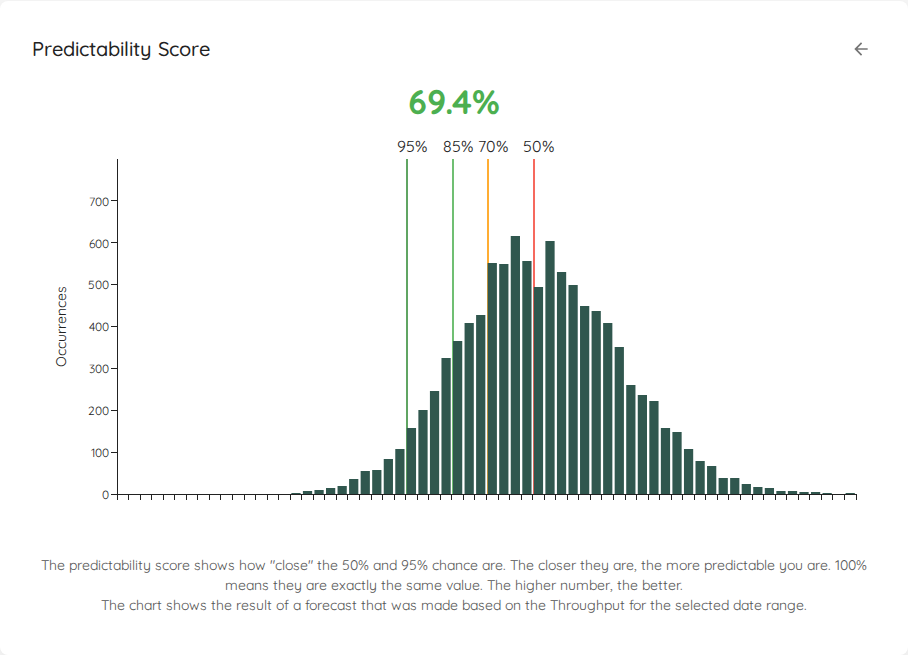 Predictability Score
69.4%
95% 85% 70% 50%
700
600
500
400
300
200
100
0
Occurrences
The predictability score shows how "close" the 50% and 95% chance are. The closer they are, the more predictable you are. 100%
means they are exactly the same value. The higher number, the better.
The chart shows the result of a forecast that was made based on the Throughput for the selected date range.